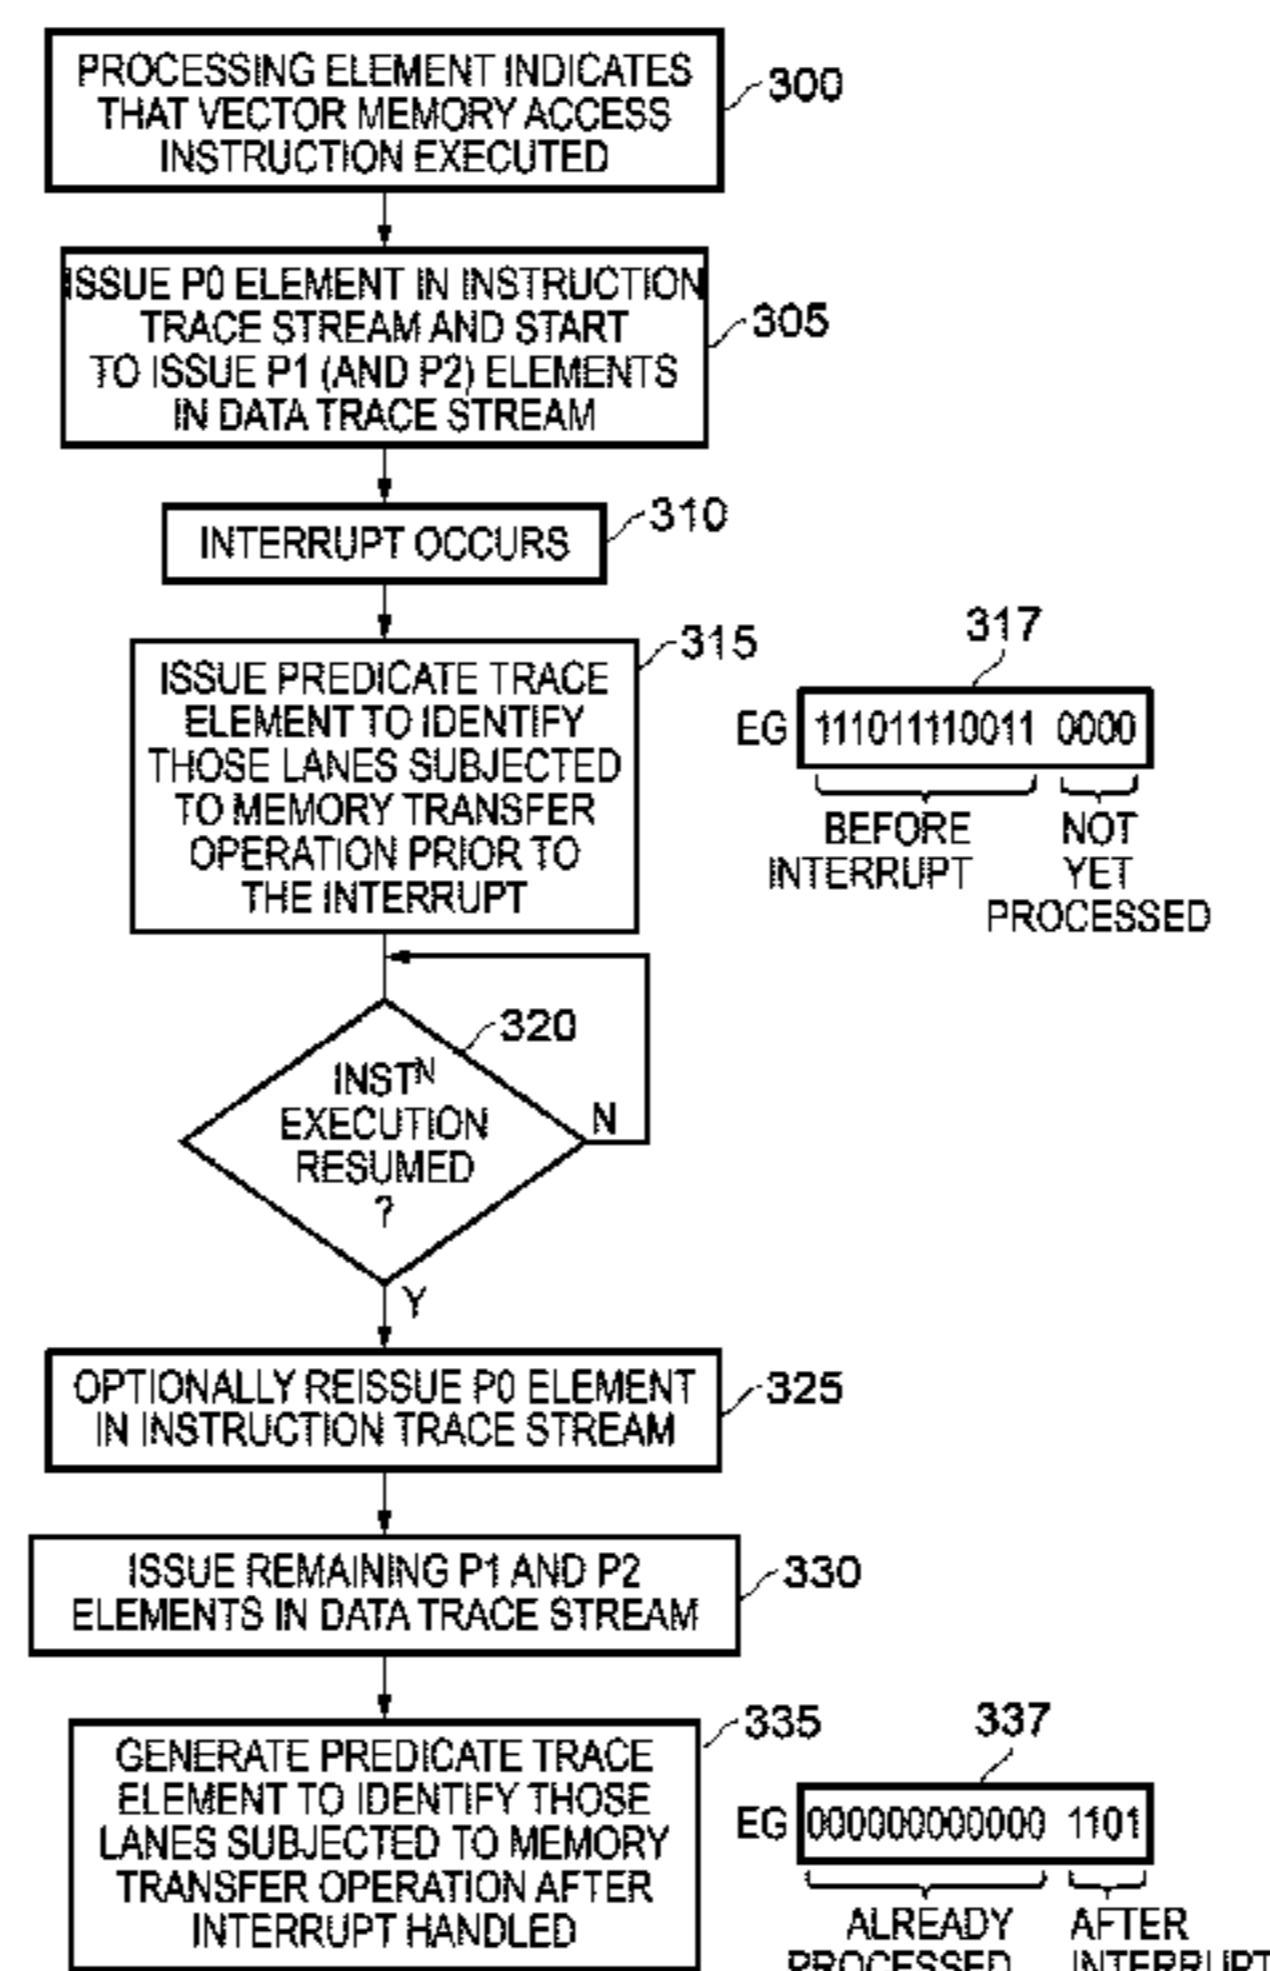 PROCESSING ELEMENT INDICATES
THAT VECTOR MEMORY ACCESS
INSTRUCTION EXECUTED
300
ISSUE P0 ELEMENT IN INSTRUCTION
TRACE STREAM AND START
TO ISSUE P1 (AND P2) ELEMENTS
IN DATA TRACE STREAM
305
INTERRUPT OCCURS
310
ISSUE PREDICATE TRACE
ELEMENT TO IDENTIFY
THOSE LANES SUBJECTED
TO MEMORY TRANSFER
OPERATION PRIOR TO
THE INTERRUPT
315
317
EG 111011110011 0000
BEFORE
INTERRUPT
NOT
YET
PROCESSED
320
INSTN
EXECUTION
RESUMED
?
N
Y
OPTIONALLY REISSUE P0 ELEMENT
IN INSTRUCTION TRACE STREAM
325
ISSUE REMAINING P1 AND P2
ELEMENTS IN DATA TRACE STREAM
330
GENERATE PREDICATE TRACE
ELEMENT TO IDENTIFY THOSE
LANES SUBJECTED TO MEMORY
TRANSFER OPERATION AFTER
INTERRUPT HANDLED
335
337
EG 000000000000 1101
ALREADY
PROCESSED
AFTER
INTERRUPT